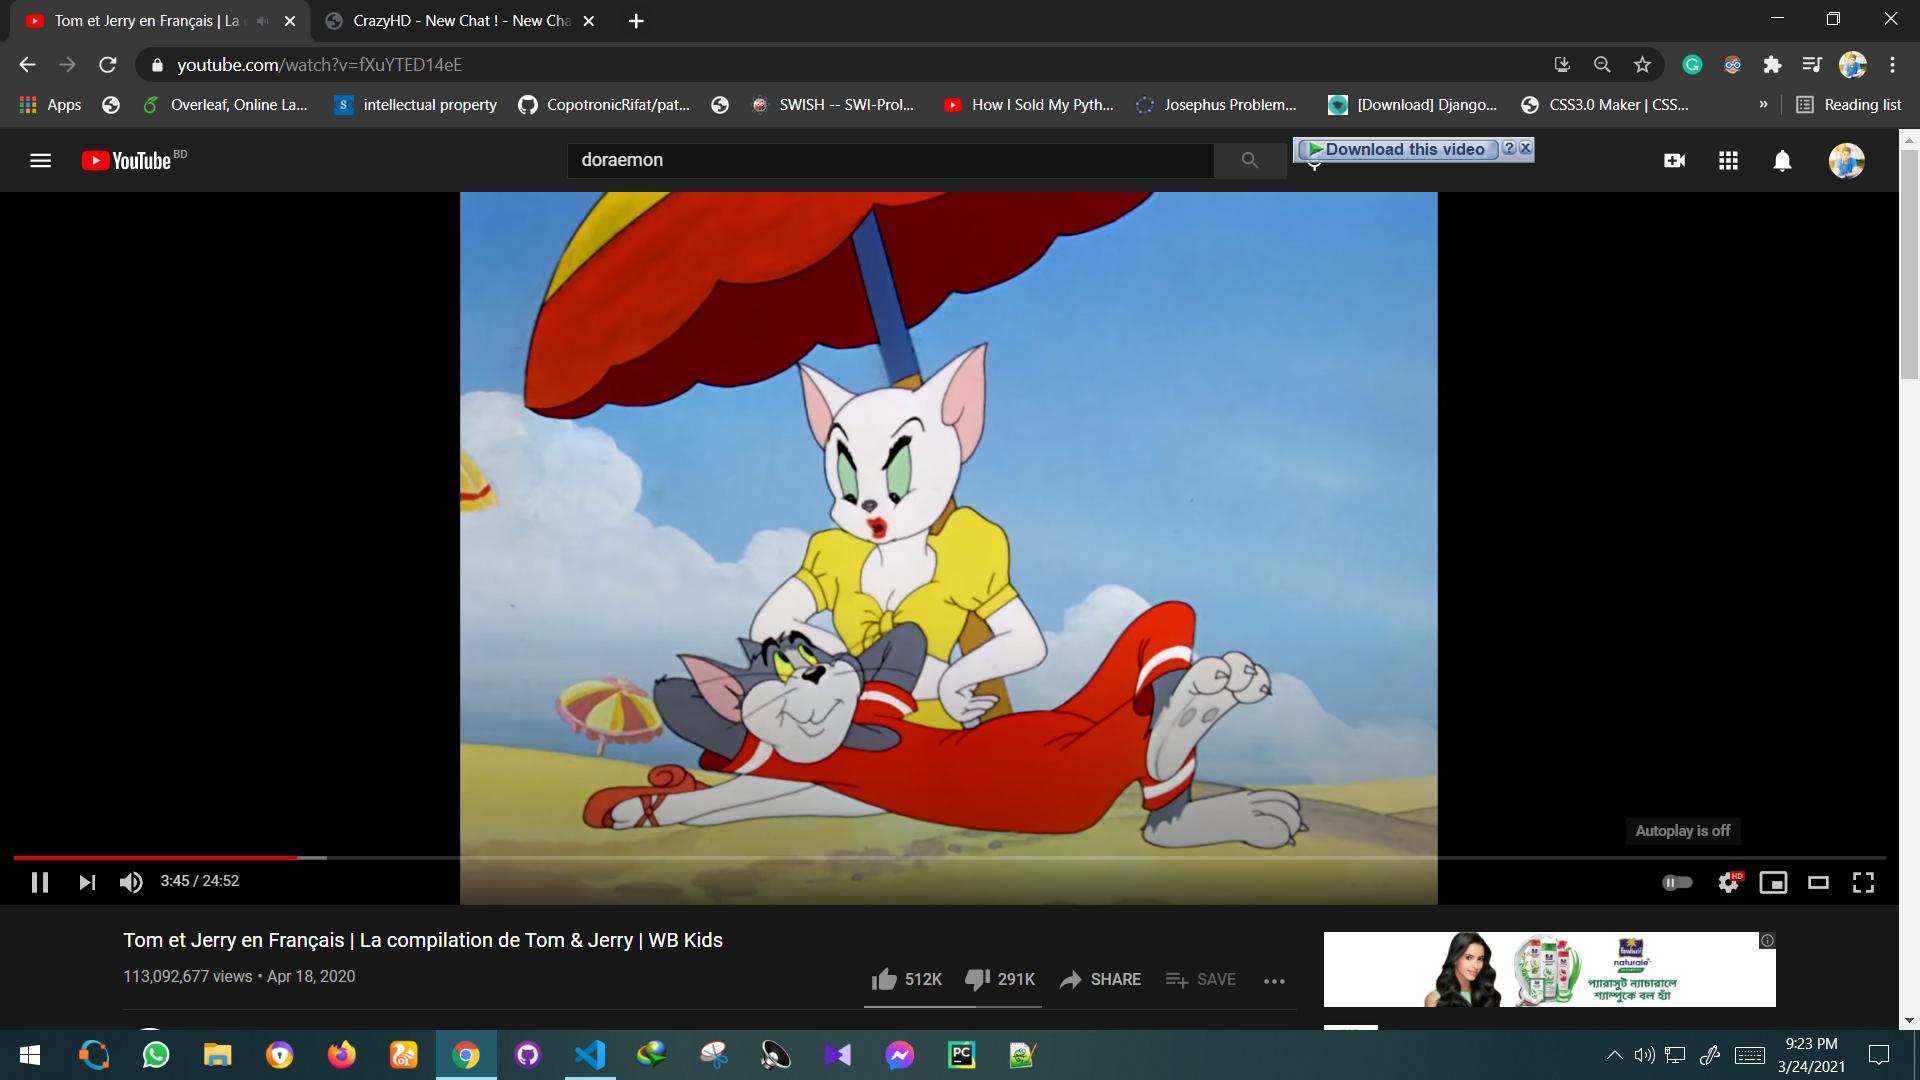 Tom et Jerry en Français | La
CrazyHD - New Chat ! - New Cha
youtube.com/watch?v=fXuYTED14eE
Apps
Overleaf, Online La...
S
intellectual property
CopotronicRifat/pat...
SWISH -- SWI-Prol...
How I Sold My Pyth...
Josephus Problem...
[Download] Django...
CSS3.0 Maker | CSS...
»
Reading list
YouTube BD
doraemon
Download this video
?
Autoplay is off
3:45 / 24:52
HD
Tom et Jerry en Français | La compilation de Tom & Jerry | WB Kids
113,092,677 views • Apr 18, 2020
512K
291K
SHARE
SAVE
naturale
প্যারাসুট ন্যাচারালে
শ্যাম্পুকে বল হ্যাঁ
PC
9:23 PM
3/24/2021